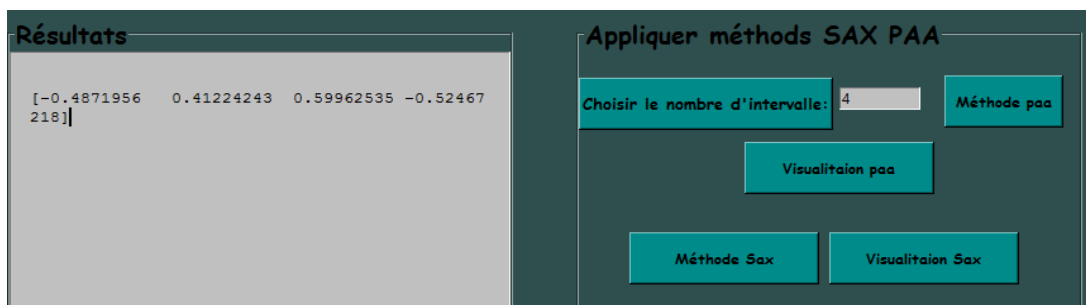 Résultats
[-0.4871956   0.41224243  0.59962535 -0.52467
218]
Appliquer méthods SAX PAA
Choisir le nombre d'intervalle:
4
Méthode paa
Visualitaion paa
Méthode Sax
Visualitaion Sax